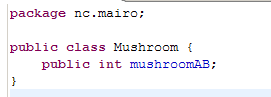 package nc.mairo;
public class Mushroom {
public int mushroomAB;
}